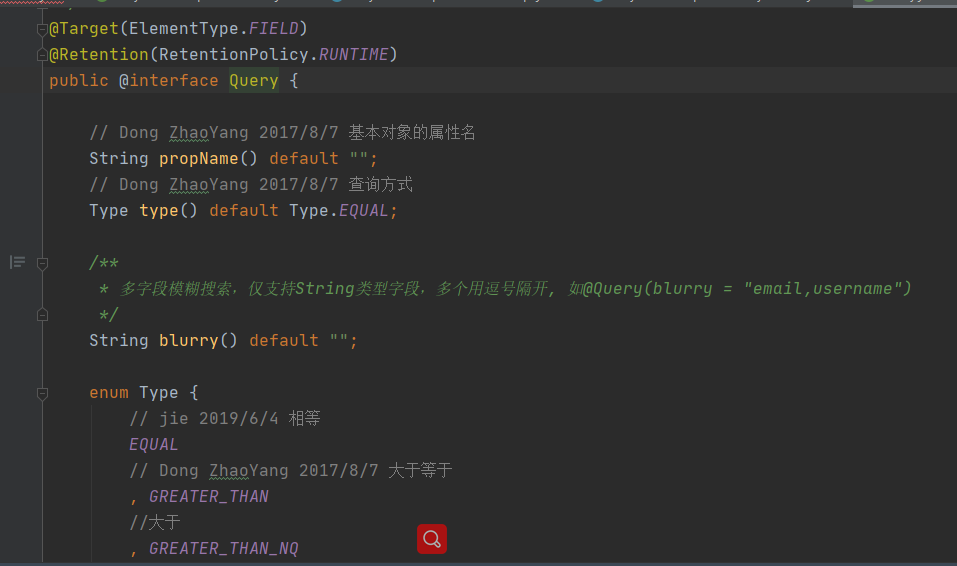 @Target(ElementType.FIELD)
@Retention(RetentionPolicy.RUNTIME)
public @interface Query {
// Dong ZhaoYang 2017/8/7 基本对象的属性名
String propName() default "";
// Dong ZhaoYang 2017/8/7 查询方式
Type type() default Type.EQUAL;
/**
* 多字段模糊搜索，仅支持String类型字段，多个用逗号隔开, 如@Query(blurry = "email,username")
*/
String blurry() default "";
enum Type {
// jie 2019/6/4 相等
EQUAL
// Dong ZhaoYang 2017/8/7 大于等于
, GREATER_THAN
//大于
, GREATER_THAN_NQ